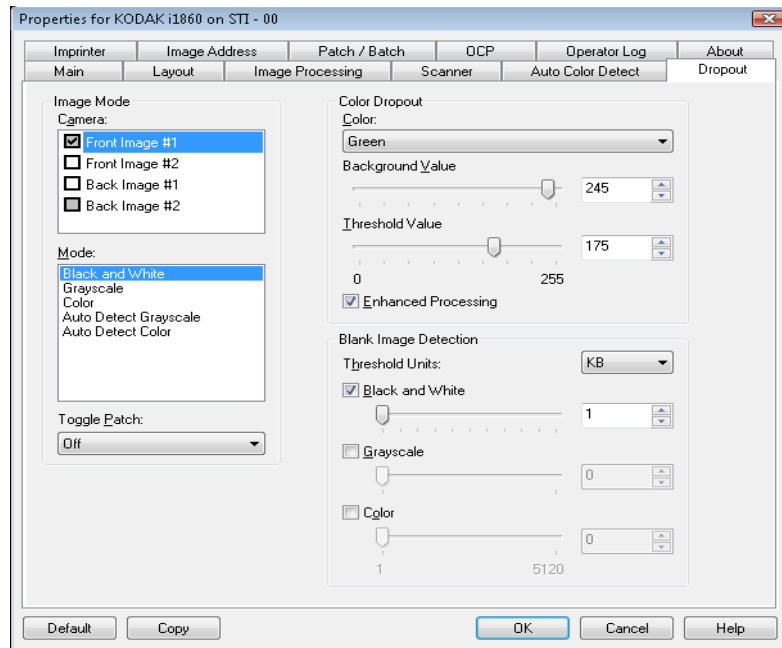 Properties for KODAK i1860 on STI - 00
Imprinter Image Address Patch / Batch OCP Operator Log About
Main Layout Image Processing Scanner Auto Color Detect Dropout
Image Mode
Camera:
Front Image #1
Front Image #2
Back Image #1
Back Image #2
Mode:
Black and White
Grayscale
Color
Auto Detect Grayscale
Auto Detect Color
Toggle Patch:
Off
Color Dropout
Color:
Green
Background Value
245
Threshold Value
175
0 255
Enhanced Processing
Blank Image Detection
Threshold Units: KB
Black and White
1
Grayscale
0
Color
0
1 5120
Default Copy OK Cancel Help